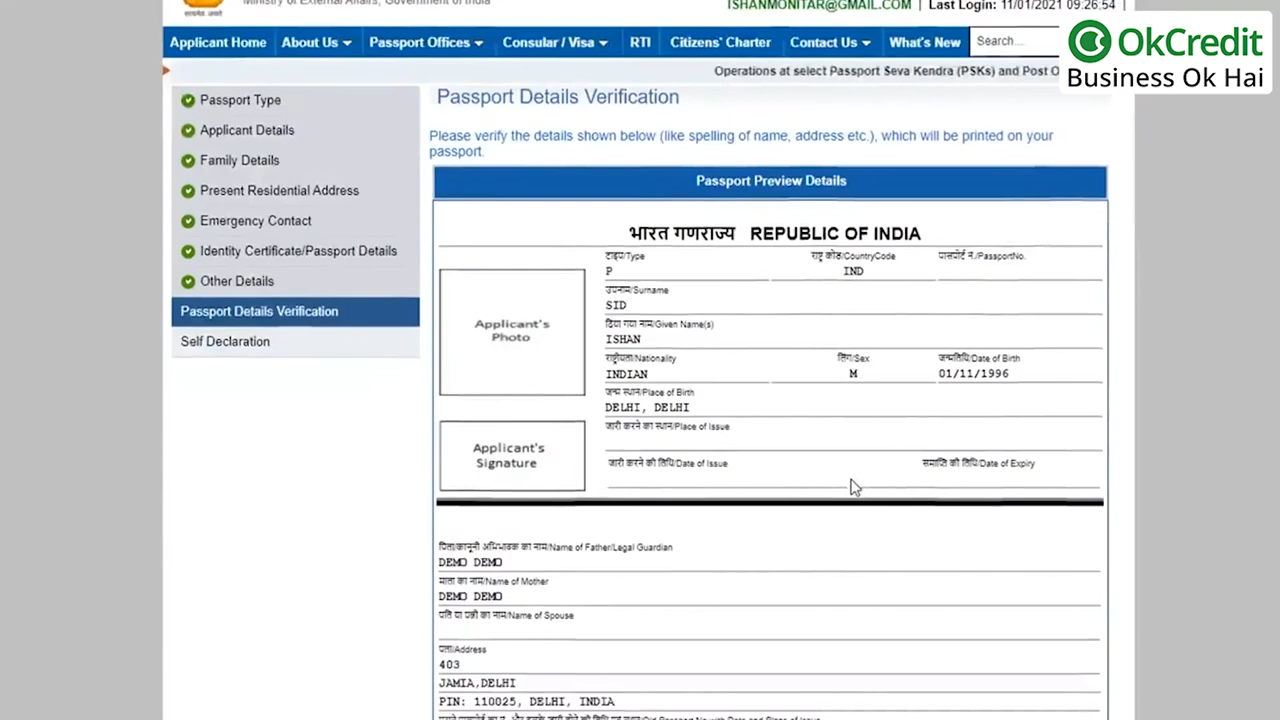 Ministry of External Affairs, Government of India
ISHANMONITAR@GMAIL.COM | Last Login: 11/01/2021 09:26:54 |
OkCredit
Business Ok Hai
Applicant Home About Us Passport Offices Consular / Visa RTI Citizens' Charter Contact Us What's New Search...
Operations at select Passport Seva Kendra (PSKs) and Post O
Passport Type
Applicant Details
Family Details
Present Residential Address
Emergency Contact
Identity Certificate/Passport Details
Other Details
Passport Details Verification
Self Declaration
Passport Details Verification
Please verify the details shown below (like spelling of name, address etc.), which will be printed on your
passport.
Passport Preview Details
भारत गणराज्य REPUBLIC OF INDIA
Applicant's
Photo
Applicant's
Signature
टाइप/Type राष्ट्र कोड/CountryCode पासपोर्ट नं./PassportNo.
P IND
उपनाम/Surname
SID
दिया गया नाम/Given Name(s)
ISHAN
राष्ट्रीयता/Nationality लिंग/Sex जन्मतिथि/Date of Birth
INDIAN M 01/11/1996
जन्म स्थान/Place of Birth
DELHI, DELHI
जारी करने का स्थान/Place of Issue
जारी करने की तिथि/Date of Issue समाप्ति की तिथि/Date of Expiry
पिता/कानूनी अभिभावक का नाम/Name of Father/Legal Guardian
DEMO DEMO
माता का नाम/Name of Mother
DEMO DEMO
पति या पत्नी का नाम/Name of Spouse
पता/Address
403
JAMIA,DELHI
PIN: 110025, DELHI, INDIA